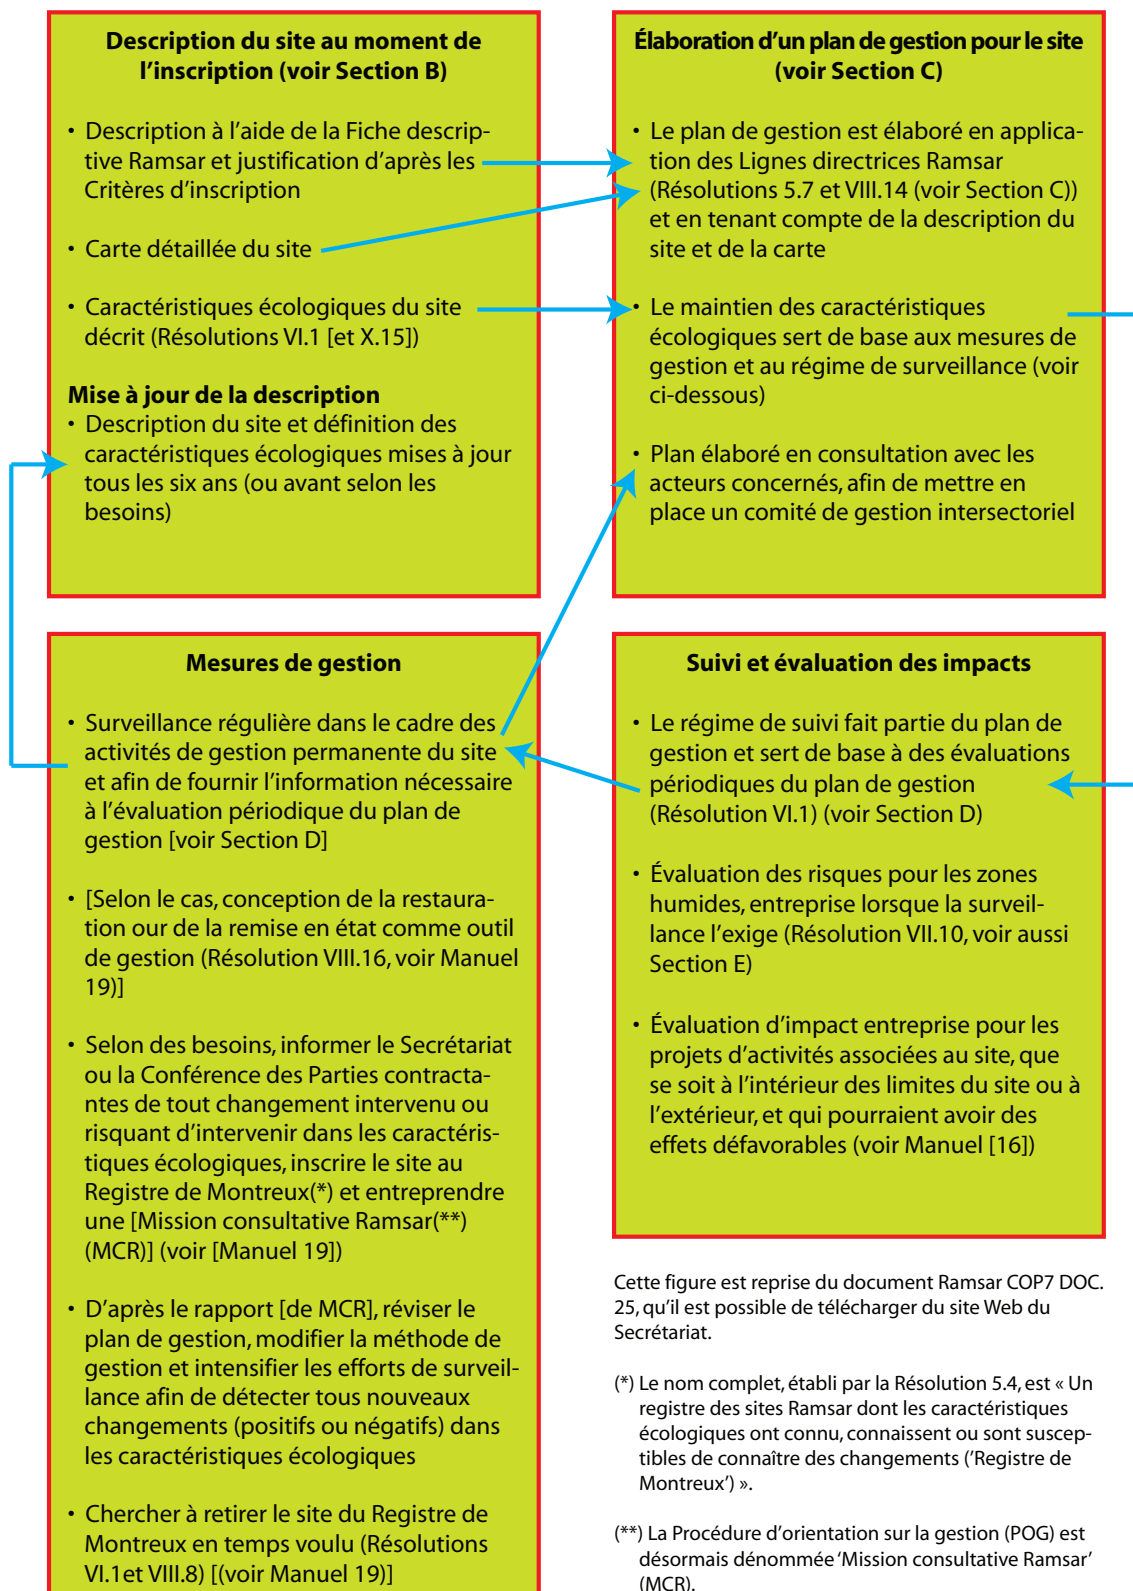 Description du site au moment de
l’inscription (voir Section B)
• Description à l’aide de la Fiche descrip-
tive Ramsar et justification d’après les
Critères d’inscription
• Carte détaillée du site
• Caractéristiques écologiques du site
décrit (Résolutions VI.1 [et X.15])
Mise à jour de la description
• Description du site et définition des
caractéristiques écologiques mises à jour
tous les six ans (ou avant selon les
besoins)
Élaboration d’un plan de gestion pour le site
(voir Section C)
• Le plan de gestion est élaboré en applica-
tion des Lignes directrices Ramsar
(Résolutions 5.7 et VIII.14 (voir Section C))
et en tenant compte de la description du
site et de la carte
• Le maintien des caractéristiques
écologiques sert de base aux mesures de
gestion et au régime de surveillance (voir
ci-dessous)
• Plan élaboré en consultation avec les
acteurs concernés, afin de mettre en
place un comité de gestion intersectoriel
Mesures de gestion
• Surveillance régulière dans le cadre des
activités de gestion permanente du site
et afin de fournir l’information nécessaire
à l’évaluation périodique du plan de
gestion [voir Section D]
• [Selon le cas, conception de la restaura-
tion our de la remise en état comme outil
de gestion (Résolution VIII.16, voir Manuel
19)]
• Selon des besoins, informer le Secrétariat
ou la Conférence des Parties contracta-
ntes de tout changement intervenu ou
risquant d’intervenir dans les caractéris-
tiques écologiques, inscrire le site au
Registre de Montreux(*) et entreprendre
une [Mission consultative Ramsar(**)
(MCR)] (voir [Manuel 19])
• D’après le rapport [de MCR], réviser le
plan de gestion, modifier la méthode de
gestion et intensifier les efforts de surveil-
lance afin de détecter tous nouveaux
changements (positifs ou négatifs) dans
les caractéristiques écologiques
• Chercher à retirer le site du Registre de
Montreux en temps voulu (Résolutions
VI.1et VIII.8) [(voir Manuel 19)]
Suivi et évaluation des impacts
• Le régime de suivi fait partie du plan de
gestion et sert de base à des évaluations
périodiques du plan de gestion
(Résolution VI.1) (voir Section D)
• Évaluation des risques pour les zones
humides, entreprise lorsque la surveil-
lance l’exige (Résolution VII.10, voir aussi
Section E)
• Évaluation d’impact entreprise pour les
projets d’activités associées au site, que
se soit à l’intérieur des limites du site ou à
l’extérieur, et qui pourraient avoir des
effets défavorables (voir Manuel [16])
Cette figure est reprise du document Ramsar COP7 DOC.
25, qu’il est possible de télécharger du site Web du
Secrétariat.
(*) Le nom complet, établi par la Résolution 5.4, est « Un
registre des sites Ramsar dont les caractéristiques
écologiques ont connu, connaissent ou sont suscep-
tibles de connaître des changements (‘Registre de
Montreux’) ».
(**) La Procédure d’orientation sur la gestion (POG) est
désormais dénommée ‘Mission consultative Ramsar’
(MCR).